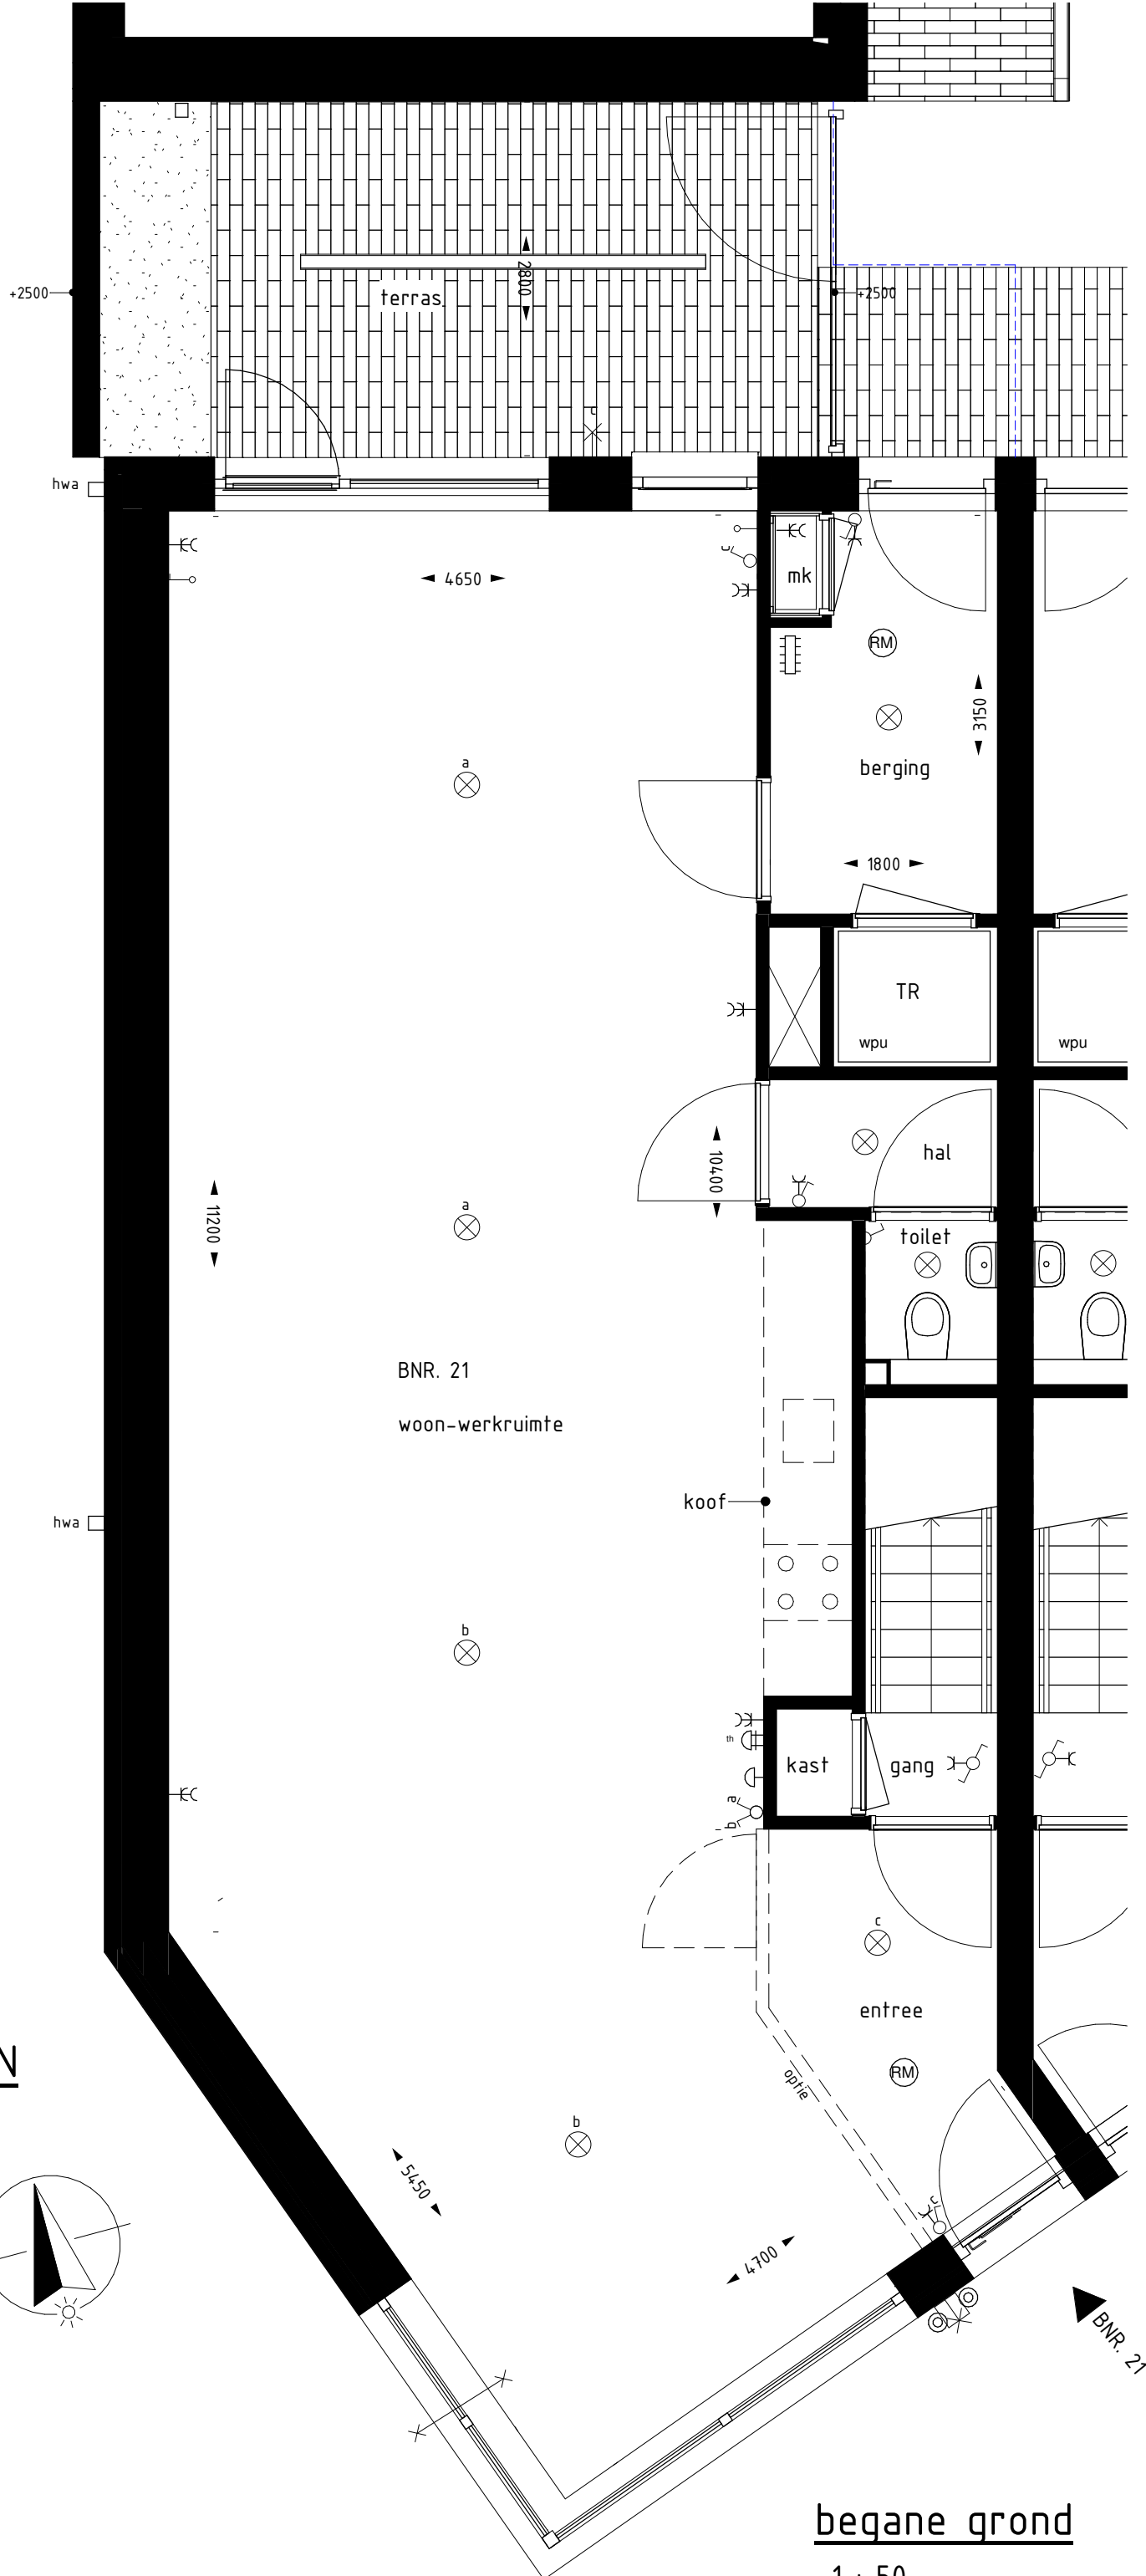 +2500
terras
2800
+2500
c
hwa
4650
c
mk
RM
3150
a
berging
1800
TR
wpu
wpu
hal
10400
11200
a
toilet
BNR. 21
woon-werkruimte
koof
hwa
b
th
kast
gang
a
b
c
entree
optie
RM
N
b
5450
c
4700
BNR. 21
begane grond
1 : 50